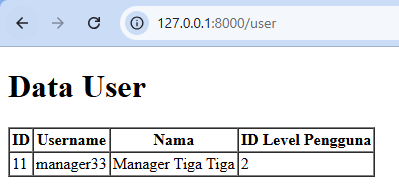 127.0.0.1:8000/user
Data User
ID Username Nama ID Level Pengguna
11 manager33 Manager Tiga Tiga 2